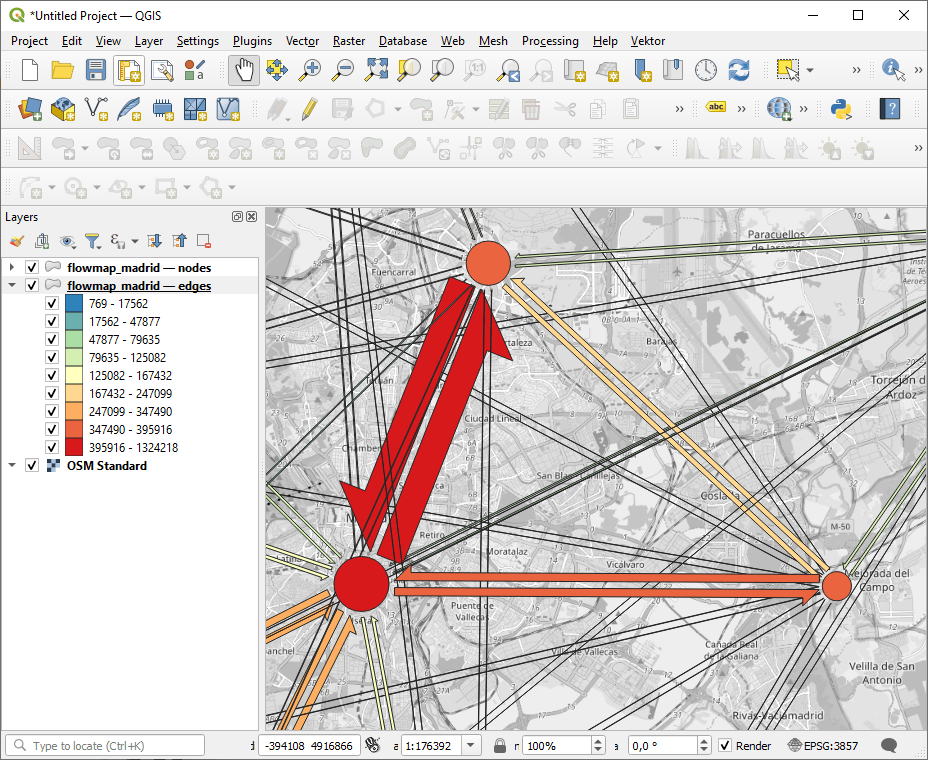 *Untitled Project — QGIS
Project Edit View Layer Settings Plugins Vector Raster Database Web Mesh Processing Help Vektor
1:1
abc
Layers
flowmap_madrid — nodes
flowmap_madrid — edges
769 - 17562
17562 - 47877
47877 - 79635
79635 - 125082
125082 - 167432
167432 - 247099
247099 - 347490
347490 - 395916
395916 - 1324218
OSM Standard
Paracuellos
de Jarama
Fuencarral
Barajas
Torrejón d
Ardoz
Ciudad Lineal
San Blas - Canillejas
Coslada
M-50
Retiro
Moratalaz
Vicálvaro
Mejorada del
Campo
Puente de
Vallecas
Villa de Vallecas
Cañada Real
de la Galiana
Velilla de San
Antonio
Rivas-Vaciamadrid
Type to locate (Ctrl+K)
-394108 4916866
1:176392
100%
0,0 °
Render
EPSG:3857